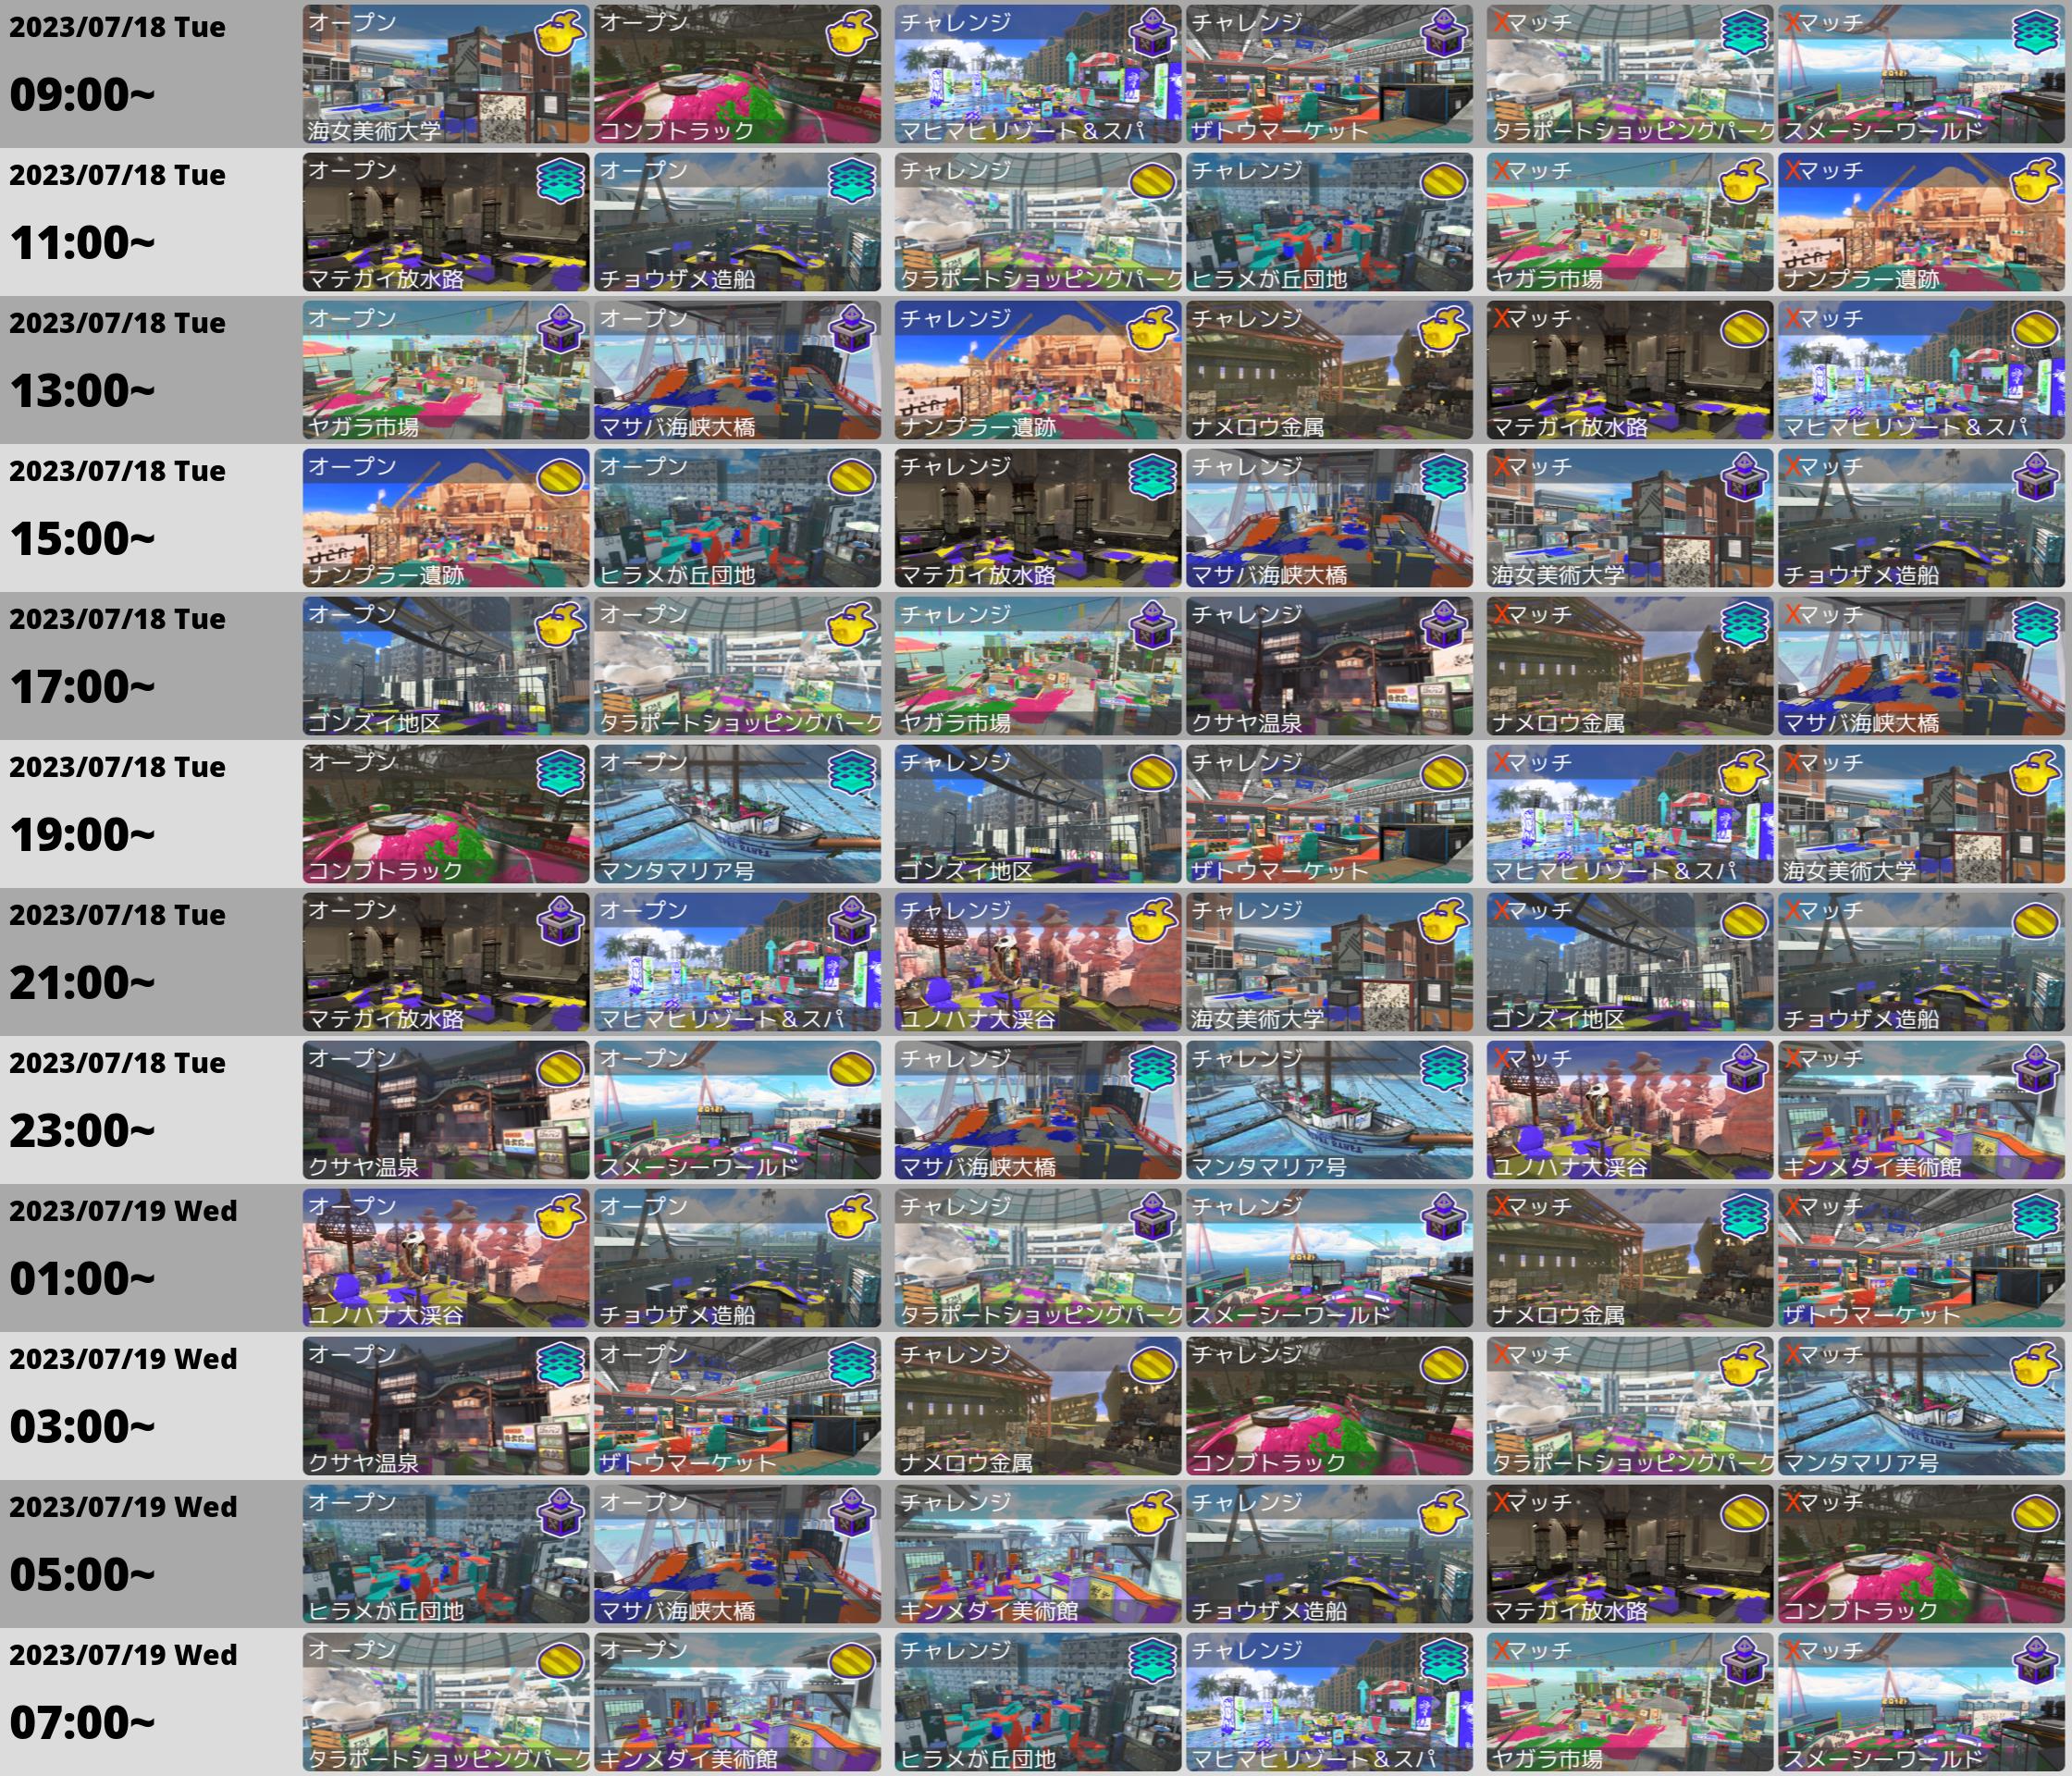 2023/07/18 Tue
09:00~
オープン
海女美術大学
オープン
コンブトラック
チャレンジ
マヒマヒリゾート＆スパ
チャレンジ
ザトウマーケット
Xマッチ
タラポートショッピングパーク
Xマッチ
スメーシーワールド
2023/07/18 Tue
11:00~
オープン
マテガイ放水路
オープン
チョウザメ造船
チャレンジ
タラポートショッピングパーク
チャレンジ
ヒラメが丘団地
Xマッチ
ヤガラ市場
Xマッチ
ナンプラー遺跡
2023/07/18 Tue
13:00~
オープン
ヤガラ市場
オープン
マサバ海峡大橋
チャレンジ
ナンプラー遺跡
チャレンジ
ナメロウ金属
Xマッチ
マテガイ放水路
Xマッチ
マヒマヒリゾート＆スパ
2023/07/18 Tue
15:00~
オープン
ナンプラー遺跡
オープン
ヒラメが丘団地
チャレンジ
マテガイ放水路
チャレンジ
マサバ海峡大橋
Xマッチ
海女美術大学
Xマッチ
チョウザメ造船
2023/07/18 Tue
17:00~
オープン
ゴンズイ地区
オープン
タラポートショッピングパーク
チャレンジ
ヤガラ市場
チャレンジ
クサヤ温泉
Xマッチ
ナメロウ金属
Xマッチ
マサバ海峡大橋
2023/07/18 Tue
19:00~
オープン
コンブトラック
オープン
マンタマリア号
チャレンジ
ゴンズイ地区
チャレンジ
ザトウマーケット
Xマッチ
マヒマヒリゾート＆スパ
Xマッチ
海女美術大学
2023/07/18 Tue
21:00~
オープン
マテガイ放水路
オープン
マヒマヒリゾート＆スパ
チャレンジ
ユノハナ大渓谷
チャレンジ
海女美術大学
Xマッチ
ゴンズイ地区
Xマッチ
チョウザメ造船
2023/07/18 Tue
23:00~
オープン
クサヤ温泉
オープン
スメーシーワールド
チャレンジ
マサバ海峡大橋
チャレンジ
マンタマリア号
Xマッチ
ユノハナ大渓谷
Xマッチ
キンメダイ美術館
2023/07/19 Wed
01:00~
オープン
ユノハナ大渓谷
オープン
チョウザメ造船
チャレンジ
タラポートショッピングパーク
チャレンジ
スメーシーワールド
Xマッチ
ナメロウ金属
Xマッチ
ザトウマーケット
2023/07/19 Wed
03:00~
オープン
クサヤ温泉
オープン
ザトウマーケット
チャレンジ
ナメロウ金属
チャレンジ
コンブトラック
Xマッチ
タラポートショッピングパーク
Xマッチ
マンタマリア号
2023/07/19 Wed
05:00~
オープン
ヒラメが丘団地
オープン
マサバ海峡大橋
チャレンジ
キンメダイ美術館
チャレンジ
チョウザメ造船
Xマッチ
マテガイ放水路
Xマッチ
コンブトラック
2023/07/19 Wed
07:00~
オープン
タラポートショッピングパーク
オープン
キンメダイ美術館
チャレンジ
ヒラメが丘団地
チャレンジ
マヒマヒリゾート＆スパ
Xマッチ
ヤガラ市場
Xマッチ
スメーシーワールド